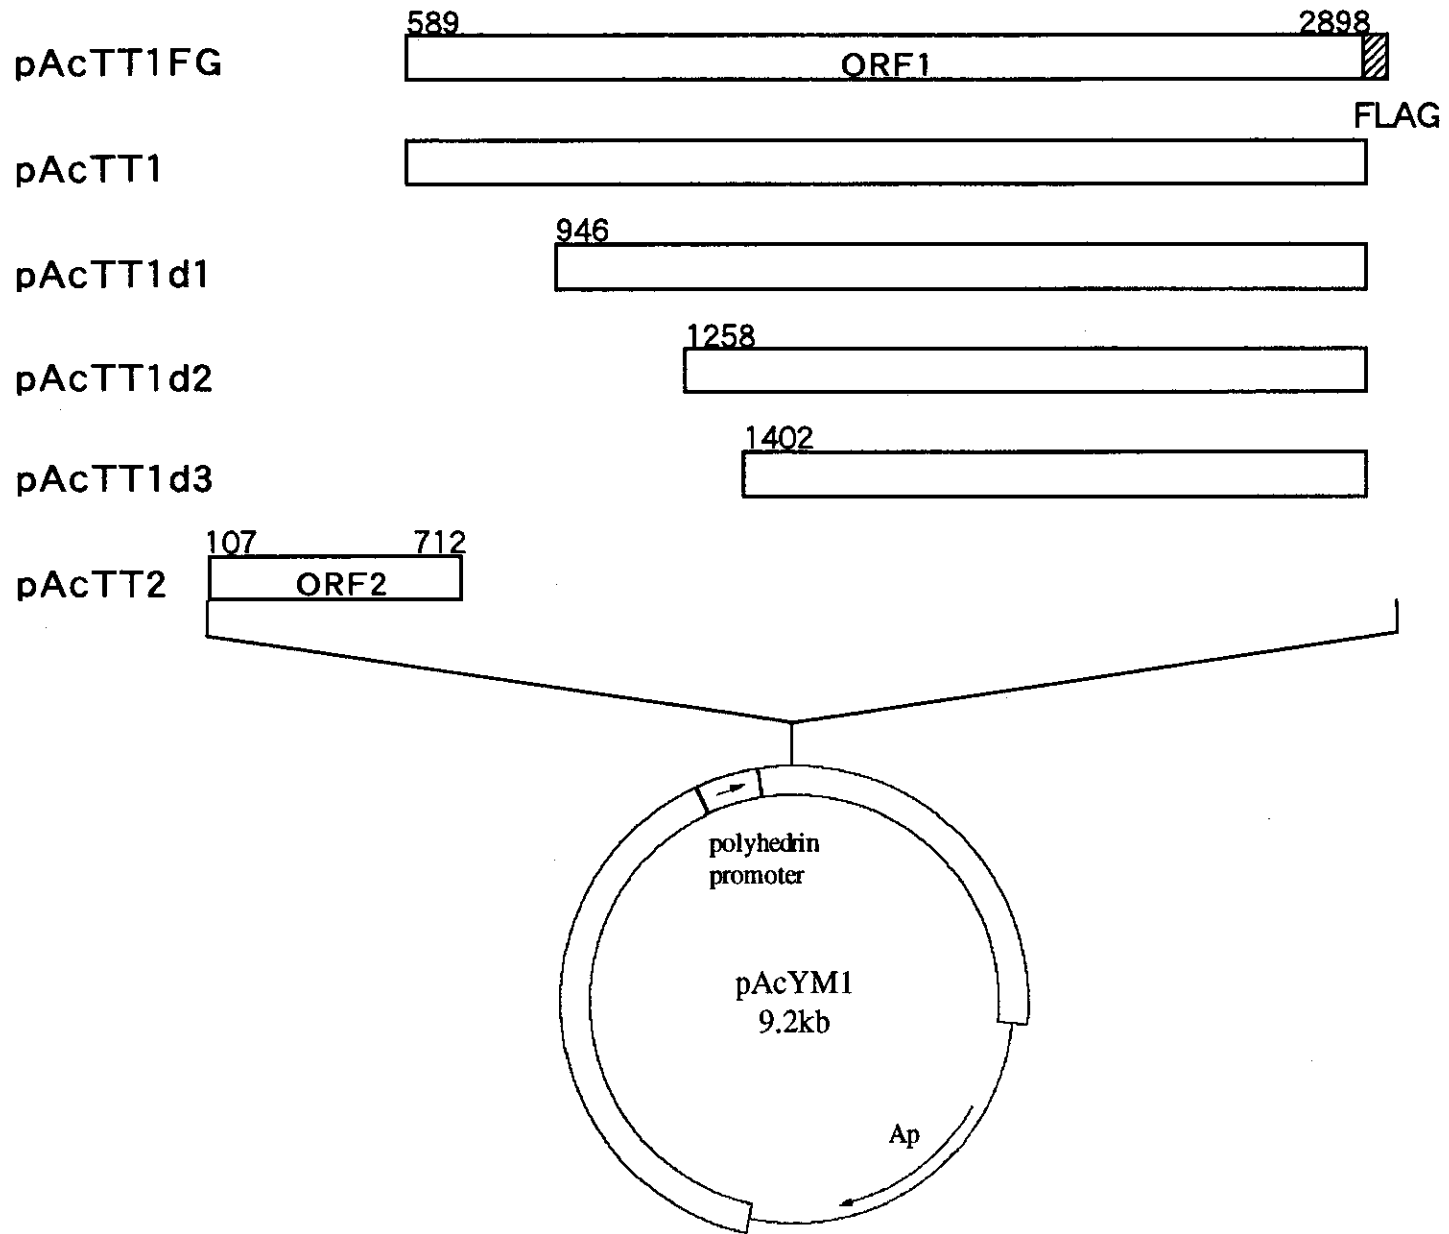 589 2898
pAcTT1FG ORF1
FLAG
pAcTT1
946
pAcTT1d1
1258
pAcTT1d2
1402
pAcTT1d3
107 712
pAcTT2 ORF2
polyhedrin
promoter
pAcYM1
9.2kb
Ap